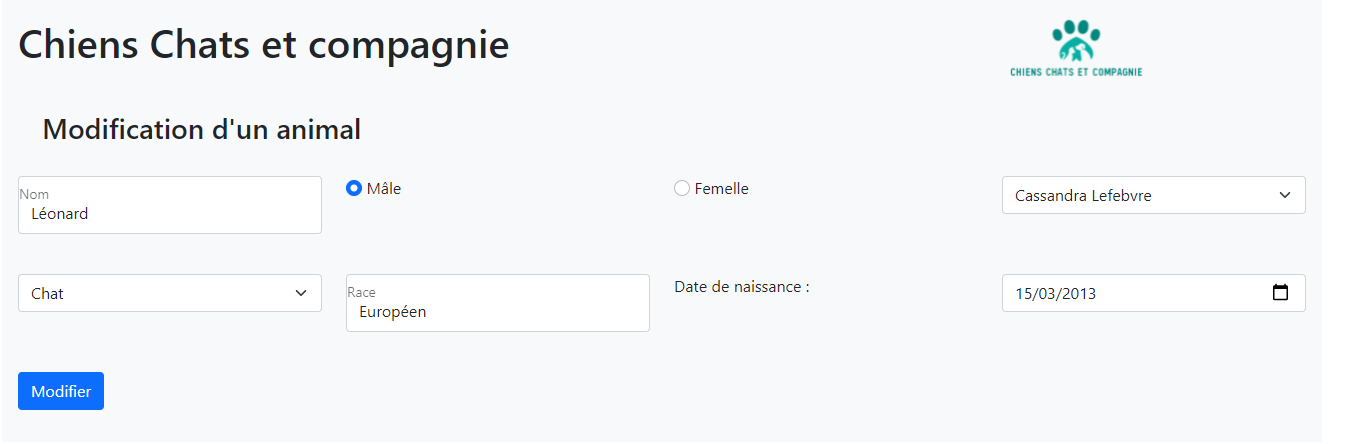 Chiens Chats et compagnie
CHIENS CHATS ET COMPAGNIE
Modification d'un animal
Nom
Léonard
Mâle
Femelle
Cassandra Lefebvre
Chat
Race
Européen
Date de naissance :
15/03/2013
Modifier